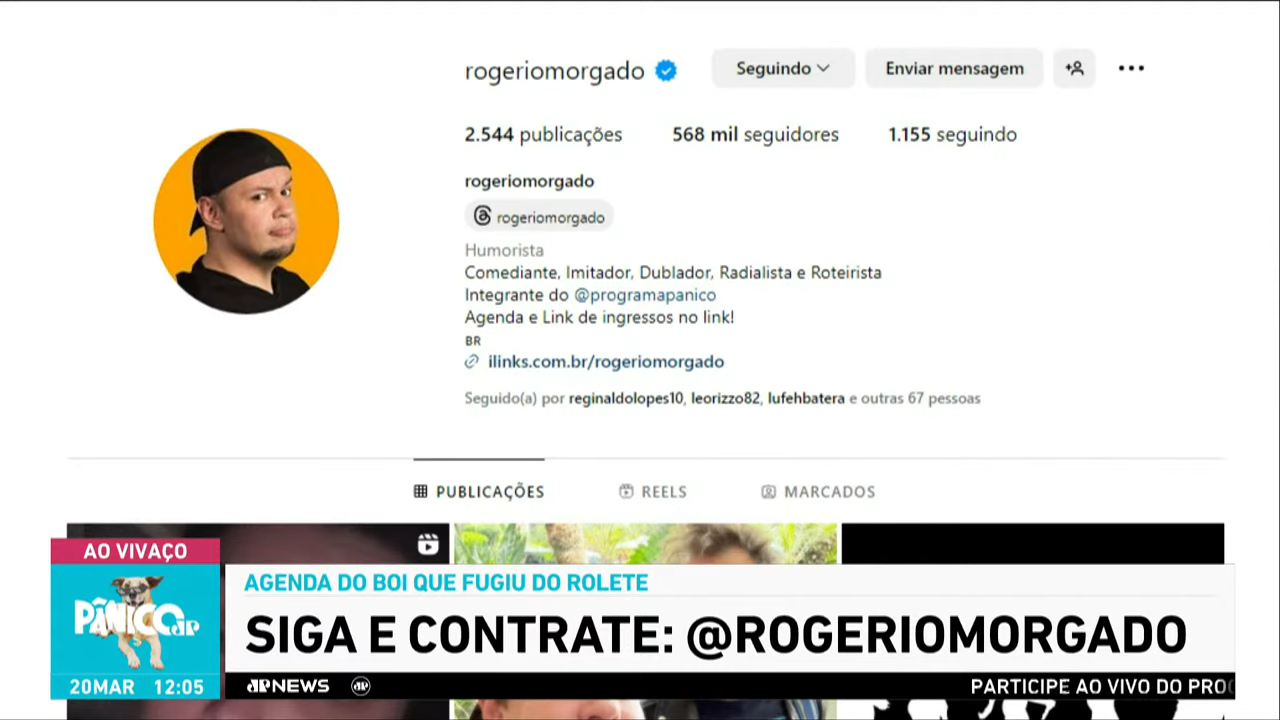 rogeriomorgado
Seguindo
Enviar mensagem
2.544 publicações
568 mil seguidores
1.155 seguindo
rogeriomorgado
rogeriomorgado
Humorista
Comediante, Imitador, Dublador, Radialista e Roteirista
Integrante do @programapanico
Agenda e Link de ingressos no link!
BR
ilinks.com.br/rogeriomorgado
Seguido(a) por reginaldolopes10, leorizzo82, lufehbatera e outras 67 pessoas
PUBLICAÇÕES
REELS
MARCADOS
AO VIVAÇO
PÂNICO JP
20MAR 12:05
AGENDA DO BOI QUE FUGIU DO ROLETE
SIGA E CONTRATE: @ROGERIOMORGADO
JP NEWS
JP
PARTICIPE AO VIVO DO PROG